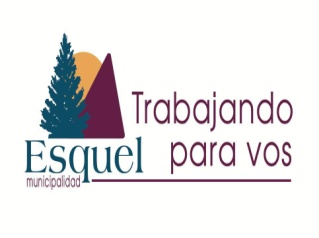 Trabajando
para vos
Esquel
municipalidad